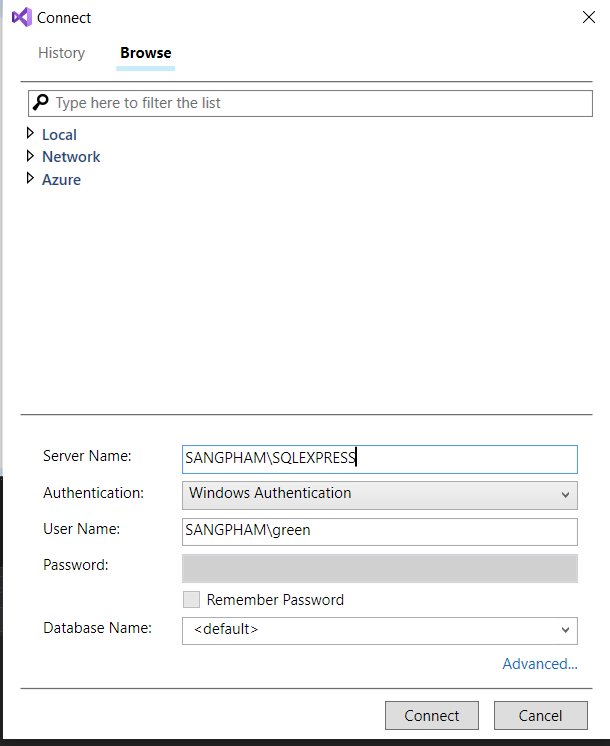 Connect
History Browse
Type here to filter the list
Local
Network
Azure
Server Name: SANGPHAM\SQLEXPRESS
Authentication: Windows Authentication
User Name: SANGPHAM\green
Password:
Remember Password
Database Name: <default>
Advanced...
Connect Cancel